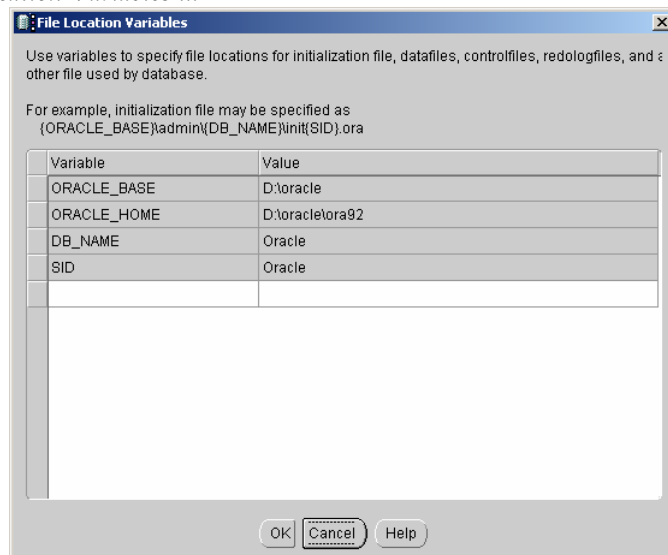 File Location Variables
Use variables to specify file locations for initialization file, datafiles, controlfiles, redologfiles, and
other file used by database.
For example, initialization file may be specified as
{ORACLE_BASE}\admin\{DB_NAME}\init{SID}.ora
Variable Value
ORACLE_BASE D:\oracle
ORACLE_HOME D:\oracle\ora92
DB_NAME Oracle
SID Oracle
OK Cancel Help